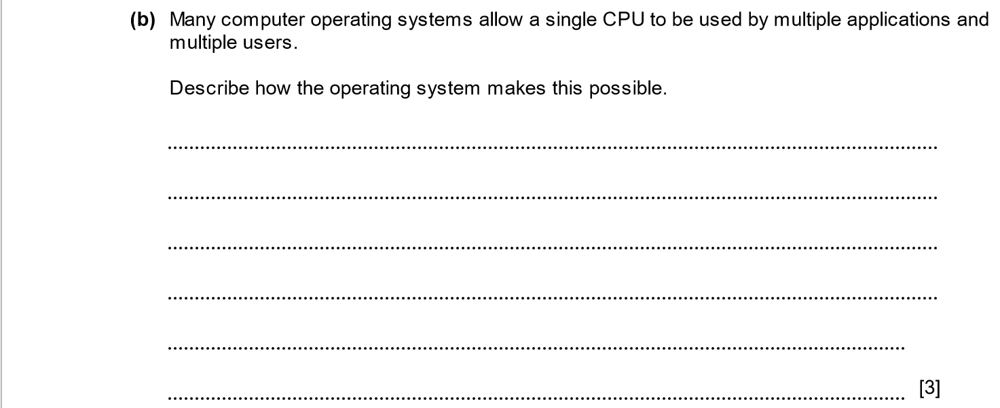 (b) Many computer operating systems allow a single CPU to be used by multiple applications and
multiple users.
Describe how the operating system makes this possible.
[3]